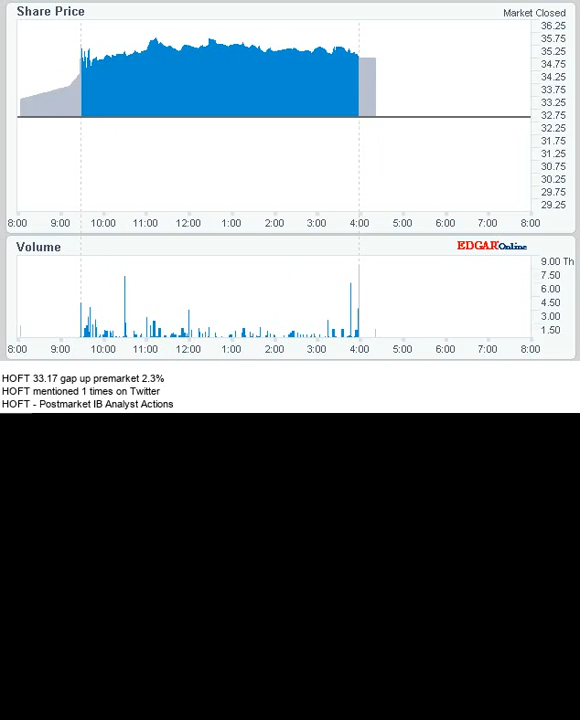 Share Price
Market Closed
36.25
35.75
35.25
34.75
34.25
33.75
33.25
32.75
32.25
31.75
31.25
30.75
30.25
29.75
29.25
8:00 9:00 10:00 11:00 12:00 1:00 2:00 3:00 4:00 5:00 6:00 7:00 8:00
Volume
EDGAR Online
9.00 Th
7.50
6.00
4.50
3.00
1.50
8:00 9:00 10:00 11:00 12:00 1:00 2:00 3:00 4:00 5:00 6:00 7:00 8:00
HOFT 33.17 gap up premarket 2.3%
HOFT mentioned 1 times on Twitter
HOFT - Postmarket IB Analyst Actions